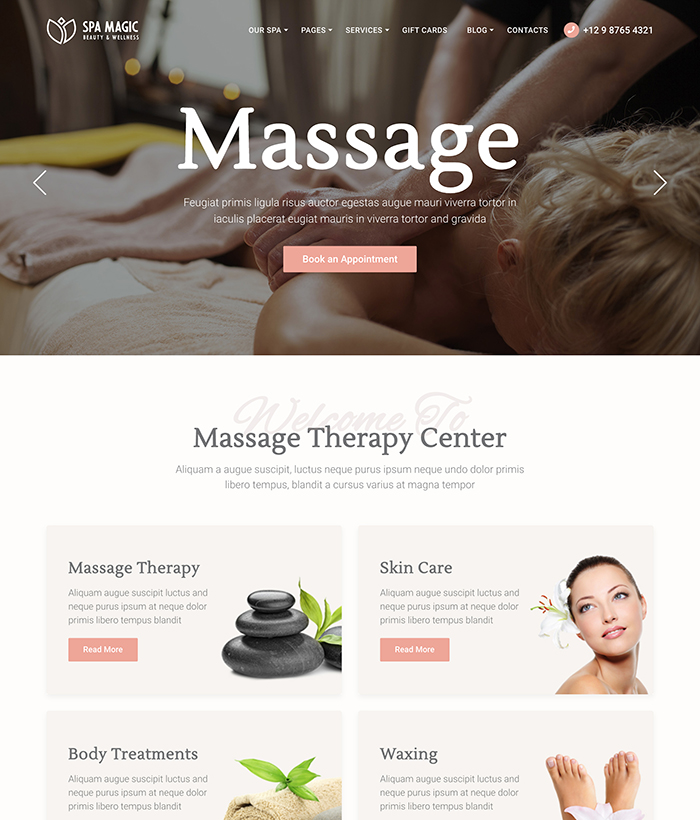 SPA MAGIC
BEAUTY & WELLNESS
OUR SPA PAGES SERVICES GIFT CARDS BLOG CONTACTS +12 9 8765 4321
Massage
Feugiat primis ligula risus auctor egestas augue mauri viverra tortor in
iaculis placerat eugiat mauris in viverra tortor and gravida
Book an Appointment
Welcome To
Massage Therapy Center
Aliquam a augue suscipit, luctus neque purus ipsum neque undo dolor primis
libero tempus, blandit a cursus varius at magna tempor
Massage Therapy
Aliquam augue suscipit luctus and
neque purus ipsum at neque dolor
primis libero tempus blandit
Read More
Skin Care
Aliquam augue suscipit luctus and
neque purus ipsum at neque dolor
primis libero tempus blandit
Read More
Body Treatments
Aliquam augue suscipit luctus and
neque purus ipsum at neque dolor
primis libero tempus blandit
Waxing
Aliquam augue suscipit luctus and
neque purus ipsum at neque dolor
primis libero tempus blandit